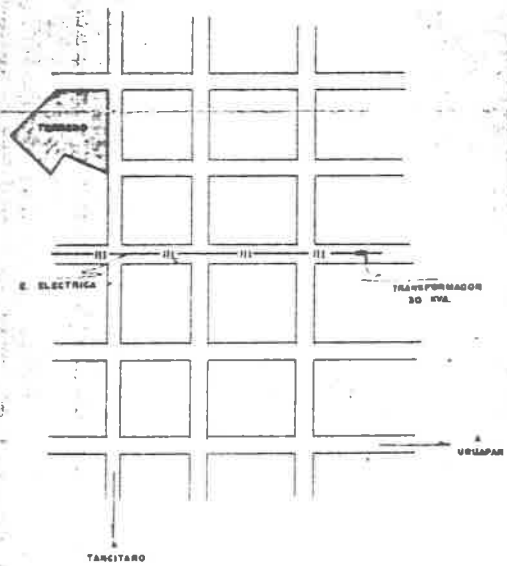 TERRENO
E. ELECTRICA
TRANSFORMADOR
30 KVA.
A
URUAPAN
TANCITARO